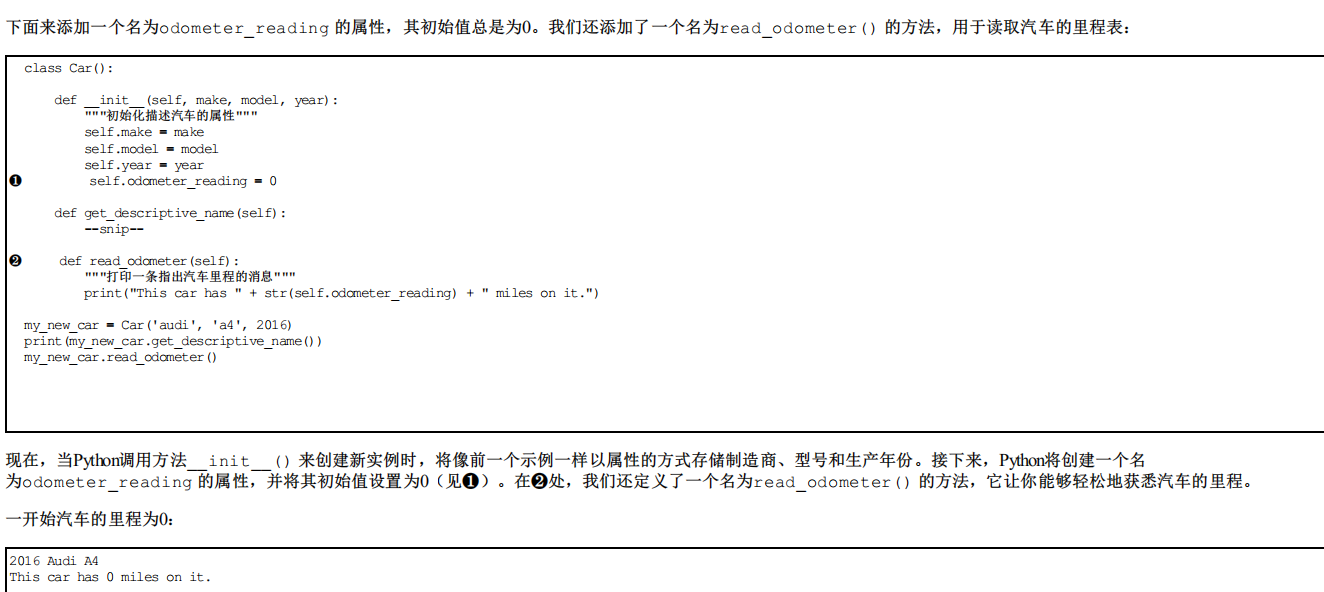 下面来添加一个名为odometer_reading 的属性，其初始值总是为0。我们还添加了一个名为read_odometer() 的方法，用于读取汽车的里程表：
class Car():
def __init__(self, make, model, year):
"""初始化描述汽车的属性"""
self.make = make
self.model = model
self.year = year
❶ self.odometer_reading = 0
def get_descriptive_name(self):
--snip--
❷ def read_odometer(self):
"""打印一条指出汽车里程的消息"""
print("This car has " + str(self.odometer_reading) + " miles on it.")
my_new_car = Car('audi', 'a4', 2016)
print(my_new_car.get_descriptive_name())
my_new_car.read_odometer()
现在，当Python调用方法__init__() 来创建新实例时，将像前一个示例一样以属性的方式存储制造商、型号和生产年份。接下来，Python将创建一个名
为odometer_reading 的属性，并将其初始值设置为0（见❶）。在❷处，我们还定义了一个名为read_odometer() 的方法，它让你能够轻松地获悉汽车的里程。
一开始汽车的里程为0：
2016 Audi A4
This car has 0 miles on it.